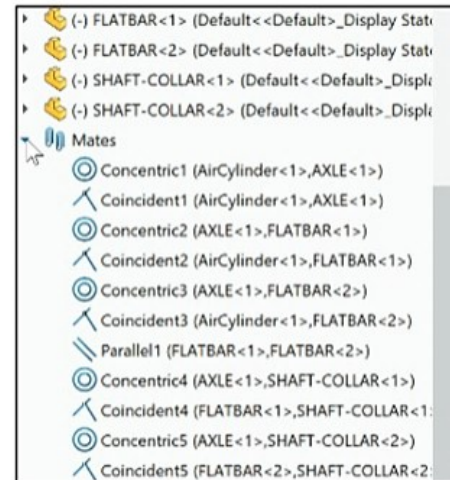 (-) FLATBAR<1> (Default<<Default>_Display State
(-) FLATBAR<2> (Default<<Default>_Display State
(-) SHAFT-COLLAR<1> (Default<<Default>_Displa
(-) SHAFT-COLLAR<2> (Default<<Default>_Displa
Mates
Concentric1 (AirCylinder<1>,AXLE<1>)
Coincident1 (AirCylinder<1>,AXLE<1>)
Concentric2 (AXLE<1>,FLATBAR<1>)
Coincident2 (AirCylinder<1>,FLATBAR<1>)
Concentric3 (AXLE<1>,FLATBAR<2>)
Coincident3 (AirCylinder<1>,FLATBAR<2>)
Parallel1 (FLATBAR<1>,FLATBAR<2>)
Concentric4 (AXLE<1>,SHAFT-COLLAR<1>)
Coincident4 (FLATBAR<1>,SHAFT-COLLAR<1>
Concentric5 (AXLE<1>,SHAFT-COLLAR<2>)
Coincident5 (FLATBAR<2>,SHAFT-COLLAR<2>